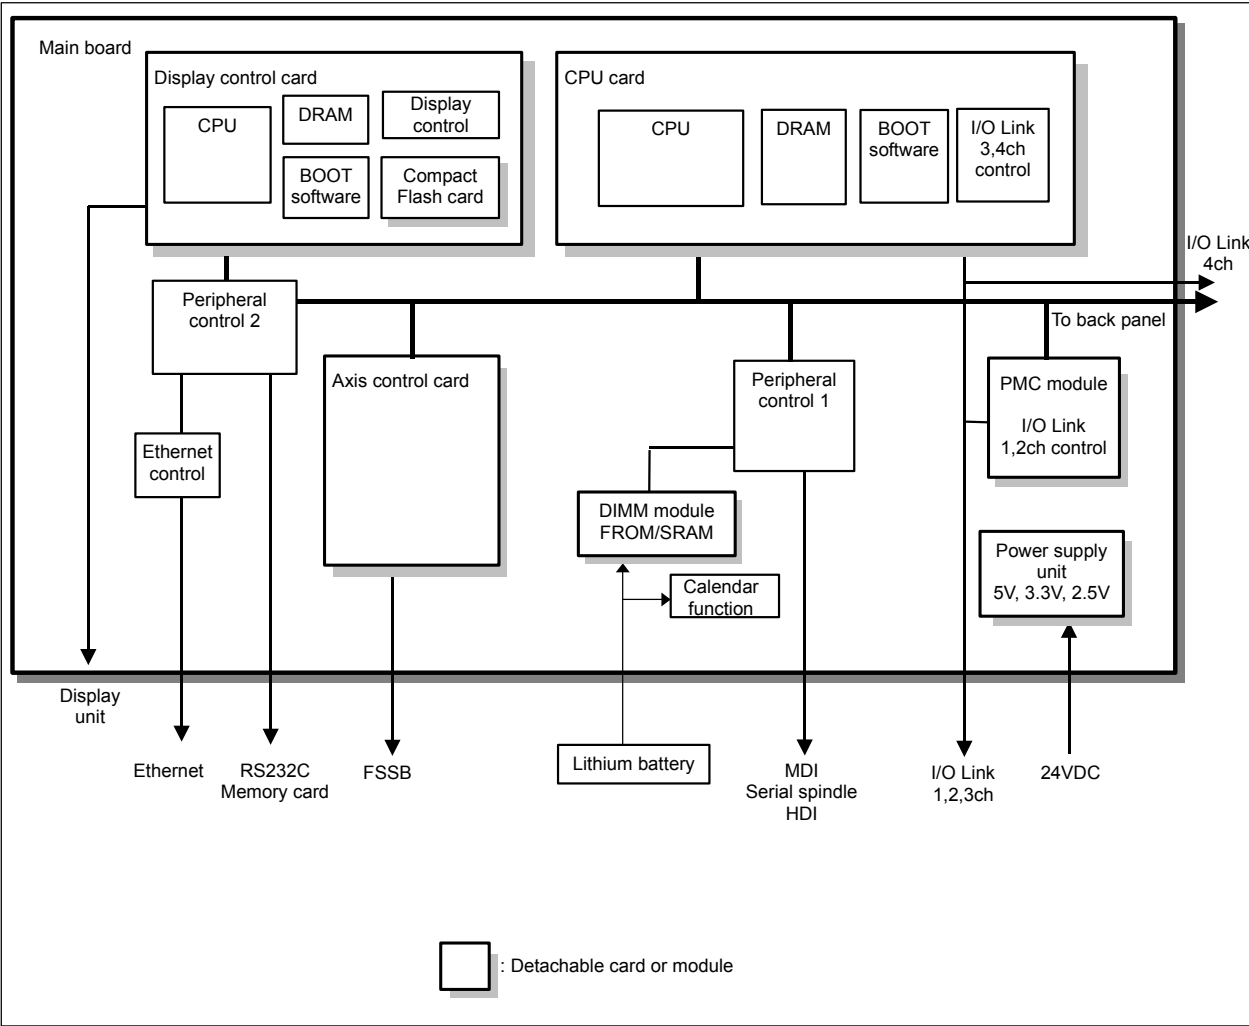 Main board
Display control card
CPU
DRAM
Display
control
BOOT
software
Compact
Flash card
CPU card
CPU
DRAM
BOOT
software
I/O Link
3,4ch
control
I/O Link
4ch
To back panel
Peripheral
control 2
Axis control card
Peripheral
control 1
PMC module
I/O Link
1,2ch control
Ethernet
control
DIMM module
FROM/SRAM
Calendar
function
Power supply
unit
5V, 3.3V, 2.5V
Display
unit
Ethernet
RS232C
Memory card
FSSB
Lithium battery
MDI
Serial spindle
HDI
I/O Link
1,2,3ch
24VDC
: Detachable card or module